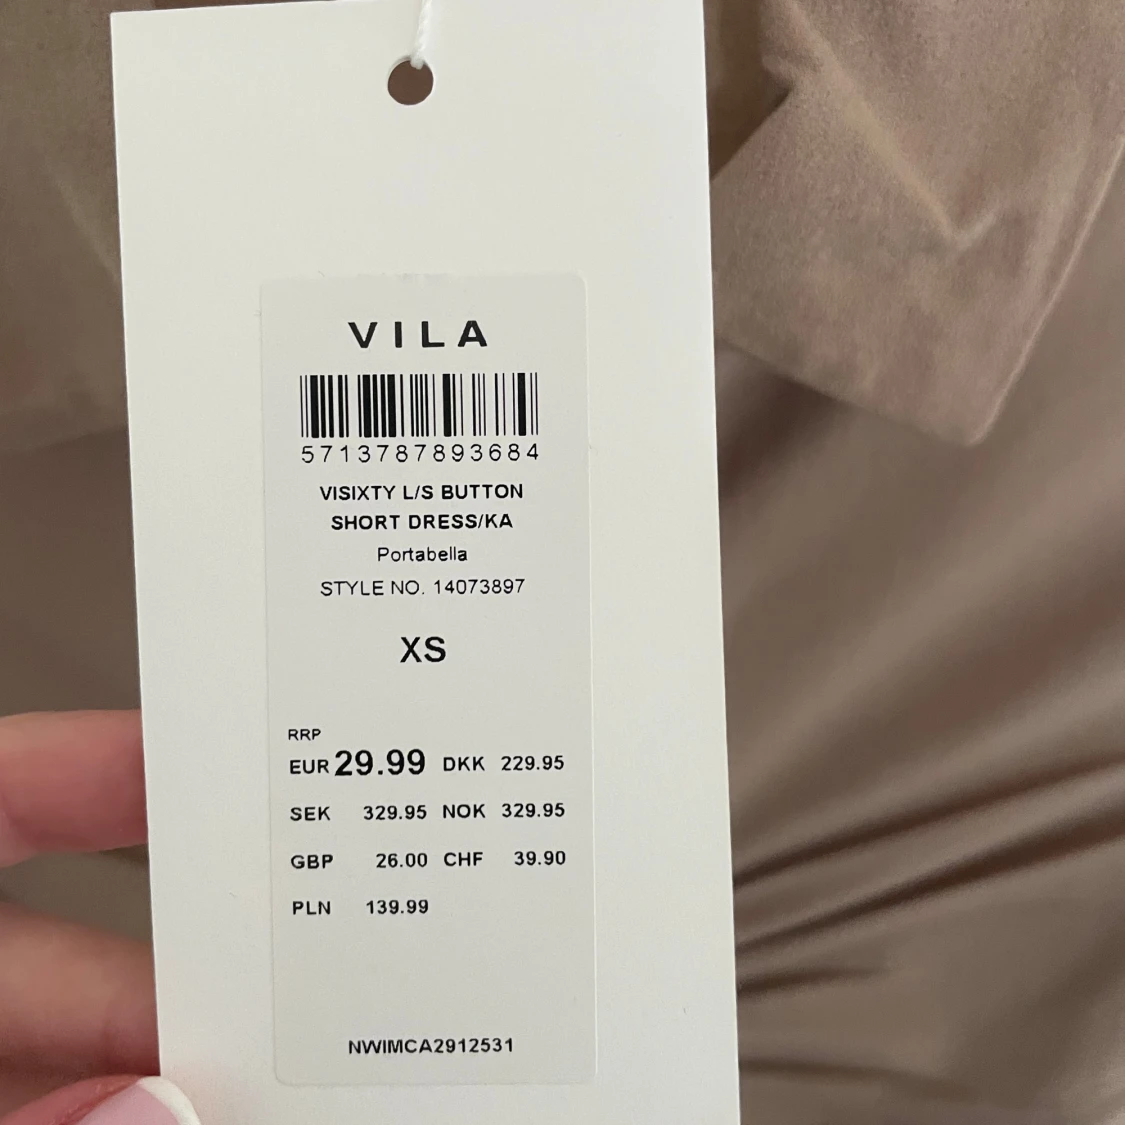 VILA
5713787893684
VISIXTY L/S BUTTON
SHORT DRESS/KA
Portabella
STYLE NO. 14073897
XS
RRP
EUR 29.99 DKK 229.95
SEK 329.95 NOK 329.95
GBP 26.00 CHF 39.90
PLN 139.99
NWIMCA2912531